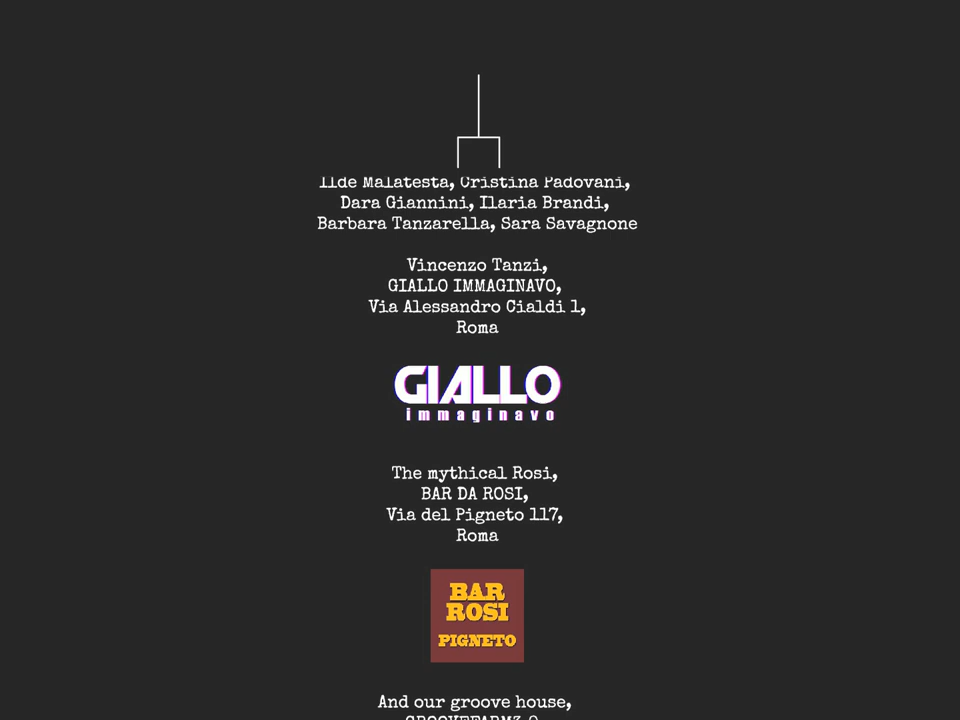 Ilde Malatesta, Cristina Padovani,
Dara Giannini, Ilaria Brandi,
Barbara Tanzarella, Sara Savagnone
Vincenzo Tanzi,
GIALLO IMMAGINAVO,
Via Alessandro Cialdi 1,
Roma
GIALLO
immaginavo
The mythical Rosi,
BAR DA ROSI,
Via del Pigneto 117,
Roma
BAR
ROSI
PIGNETO
And our groove house,